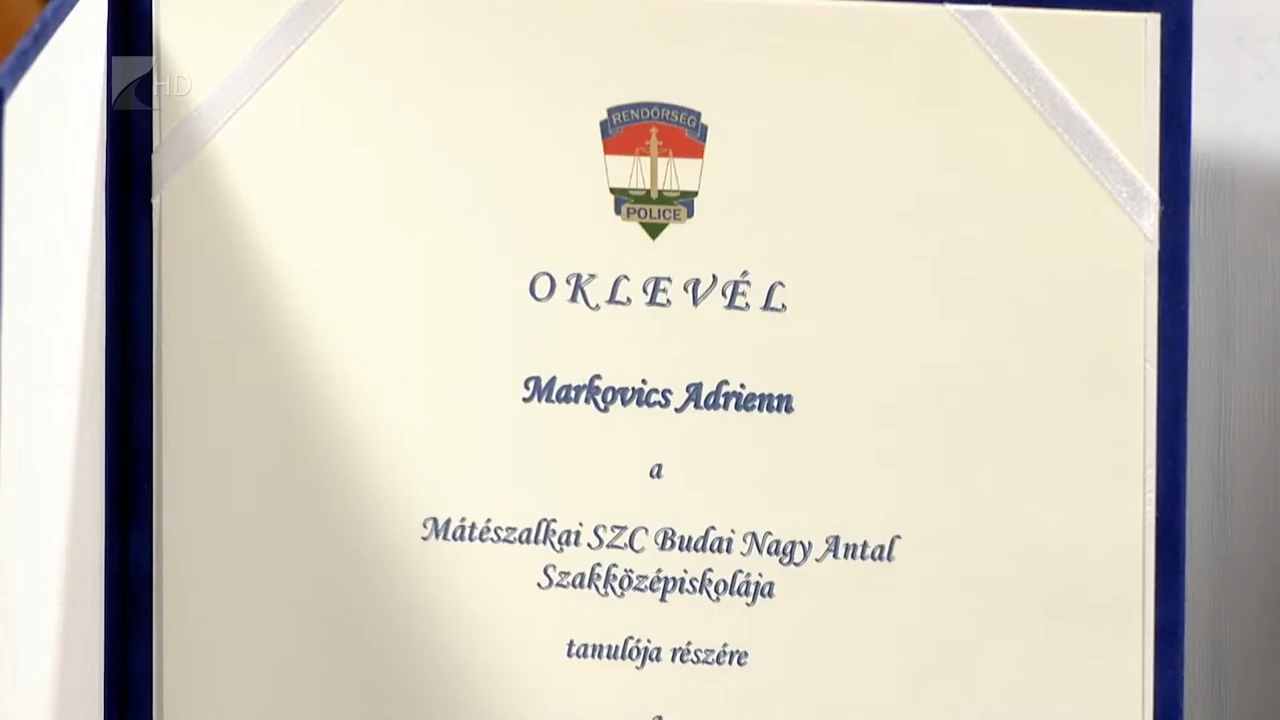 HD
RENDŐRSÉG
POLICE
OKLEVÉL
Markovics Adrienn
a
Mátészalkai SZC Budai Nagy Antal
Szakközépiskolája
tanulója részére